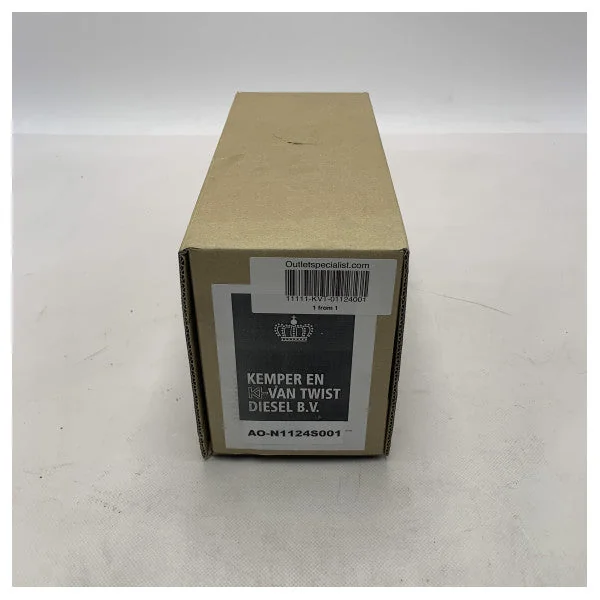 Outletspecialist.com
11111-KVT-01124001
1 from 1
KEMPER EN
VAN TWIST
DIESEL B.V.
AO-N1124S001